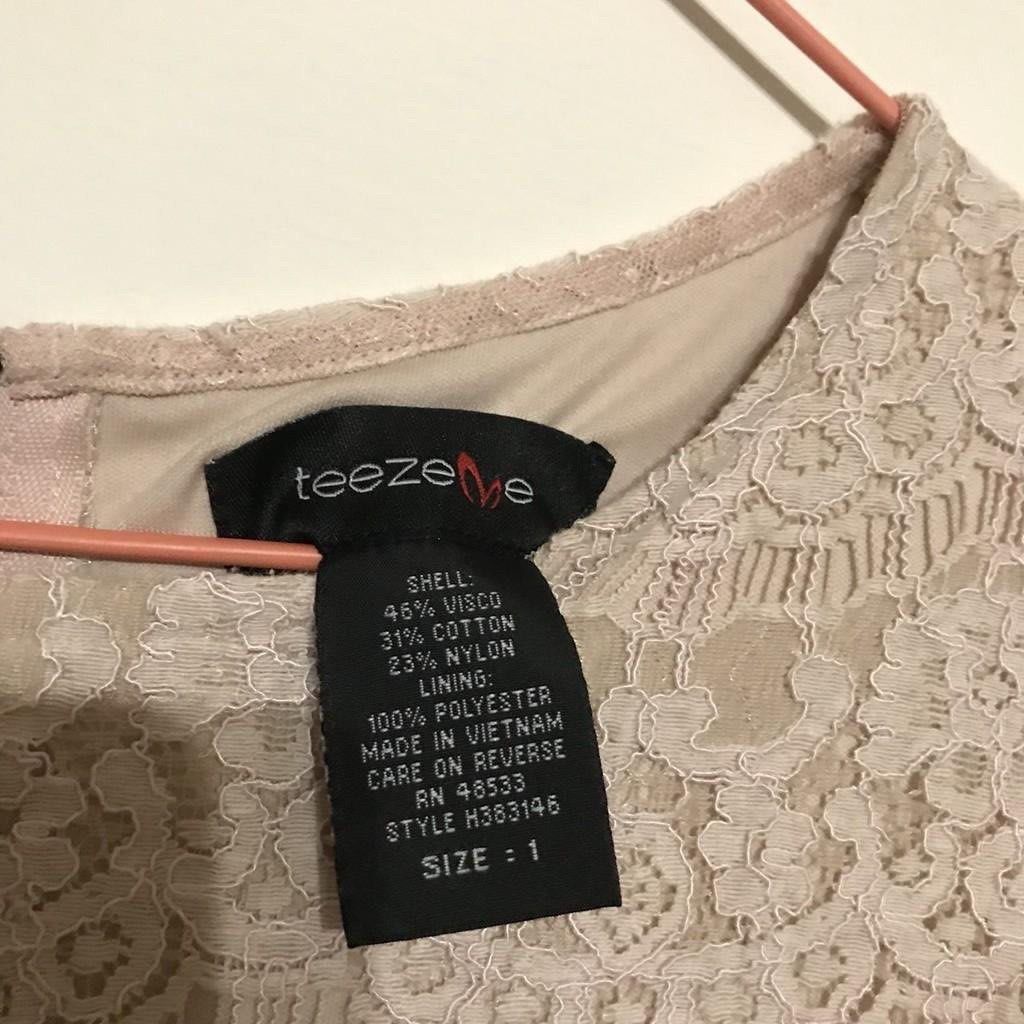 teezeme
SHELL:
46% VISCO
31% COTTON
23% NYLON
LINING:
100% POLYESTER
MADE IN VIETNAM
CARE ON REVERSE
RN 48533
STYLE H383146
SIZE : 1